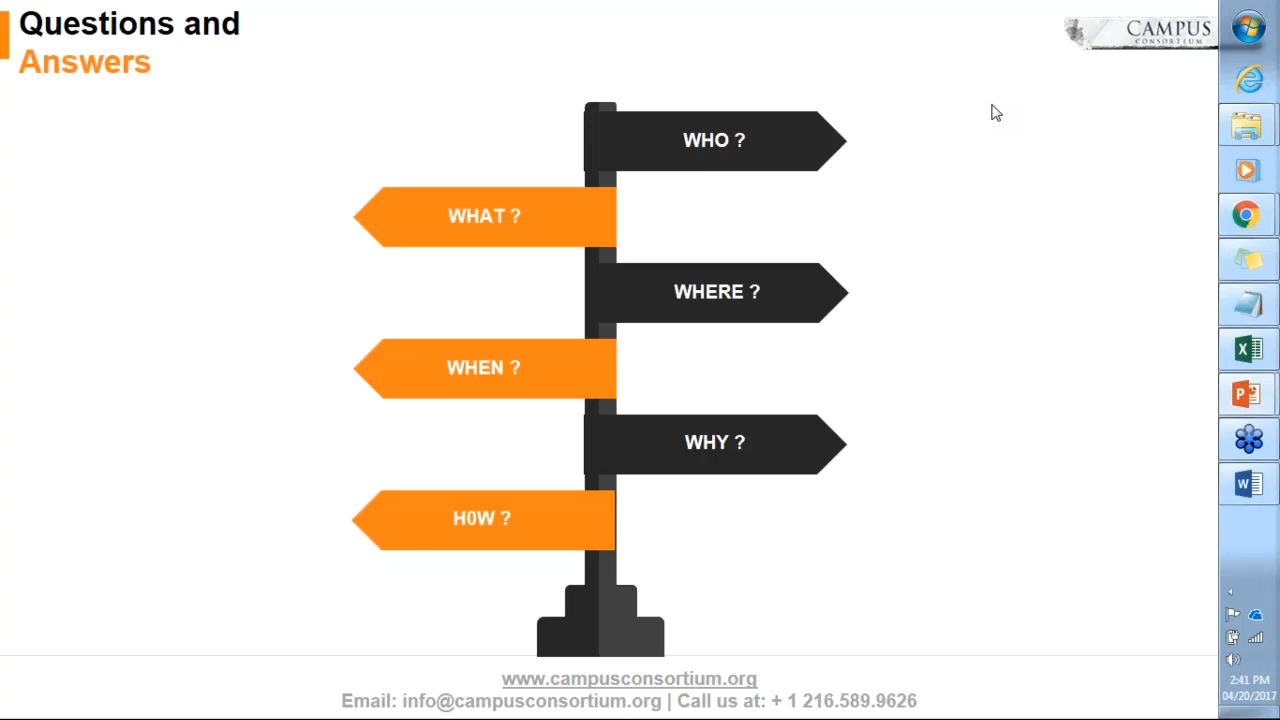 Questions and
Answers
CAMPUS
CONSORTIUM
WHO ?
WHAT ?
WHERE ?
WHEN ?
WHY ?
H0W ?
www.campusconsortium.org
Email: info@campusconsortium.org | Call us at: + 1 216.589.9626
2:41 PM
04/20/2017